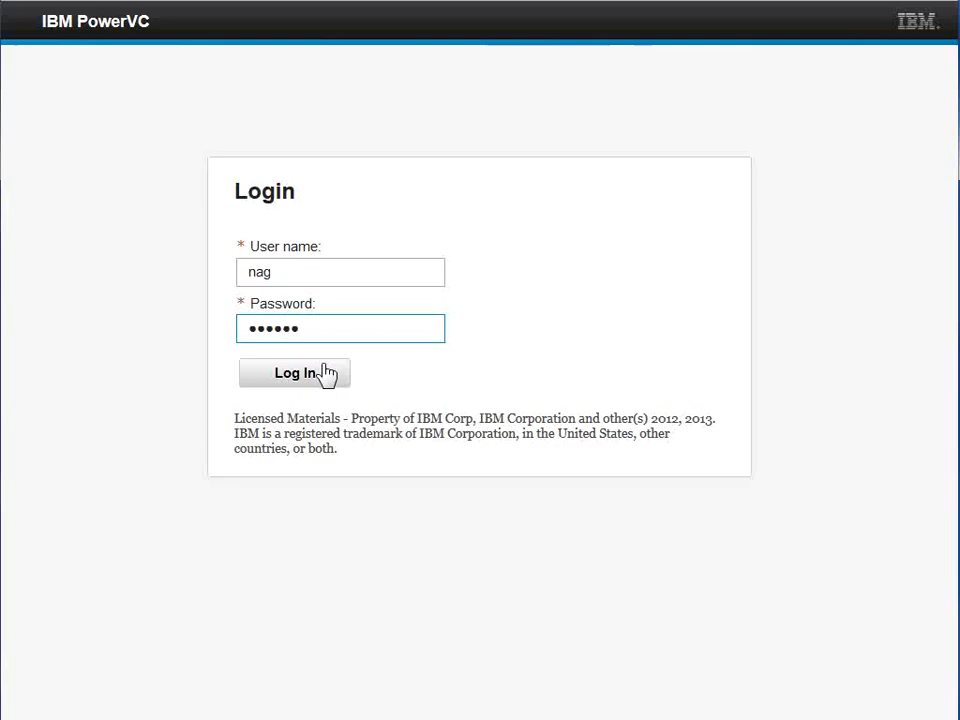 IBM PowerVC
IBM.
Login
* User name:
nag
* Password:
••••••
Log In
Licensed Materials - Property of IBM Corp, IBM Corporation and other(s) 2012, 2013.
IBM is a registered trademark of IBM Corporation, in the United States, other
countries, or both.